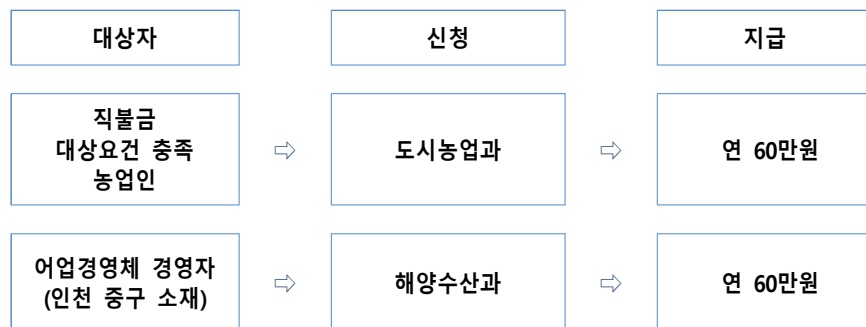 대상자
신청
지급
직불금
대상요건 충족
농업인
⇨
도시농업과
⇨
연 60만원
어업경영체 경영자
(인천 중구 소재)
⇨
해양수산과
⇨
연 60만원